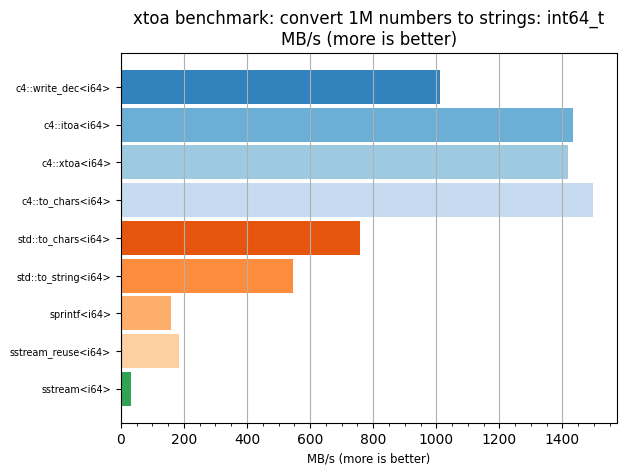 xtoa benchmark: convert 1M numbers to strings: int64_t
MB/s (more is better)
c4::write_dec<i64>
c4::itoa<i64>
c4::xtoa<i64>
c4::to_chars<i64>
std::to_chars<i64>
std::to_string<i64>
sprintf<i64>
sstream_reuse<i64>
sstream<i64>
0 200 400 600 800 1000 1200 1400
MB/s (more is better)